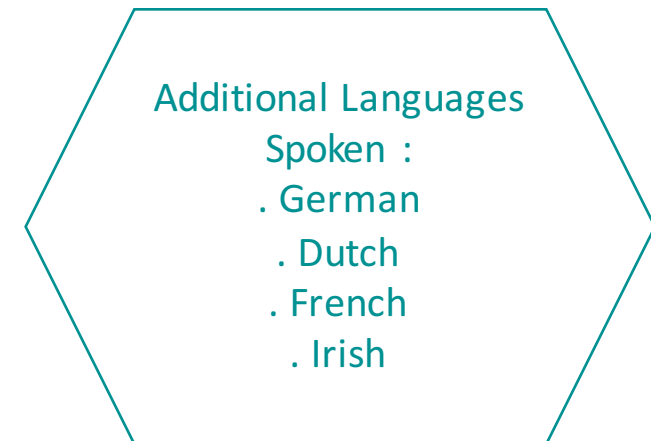 Additional Languages
Spoken :
. German
. Dutch
. French
. Irish